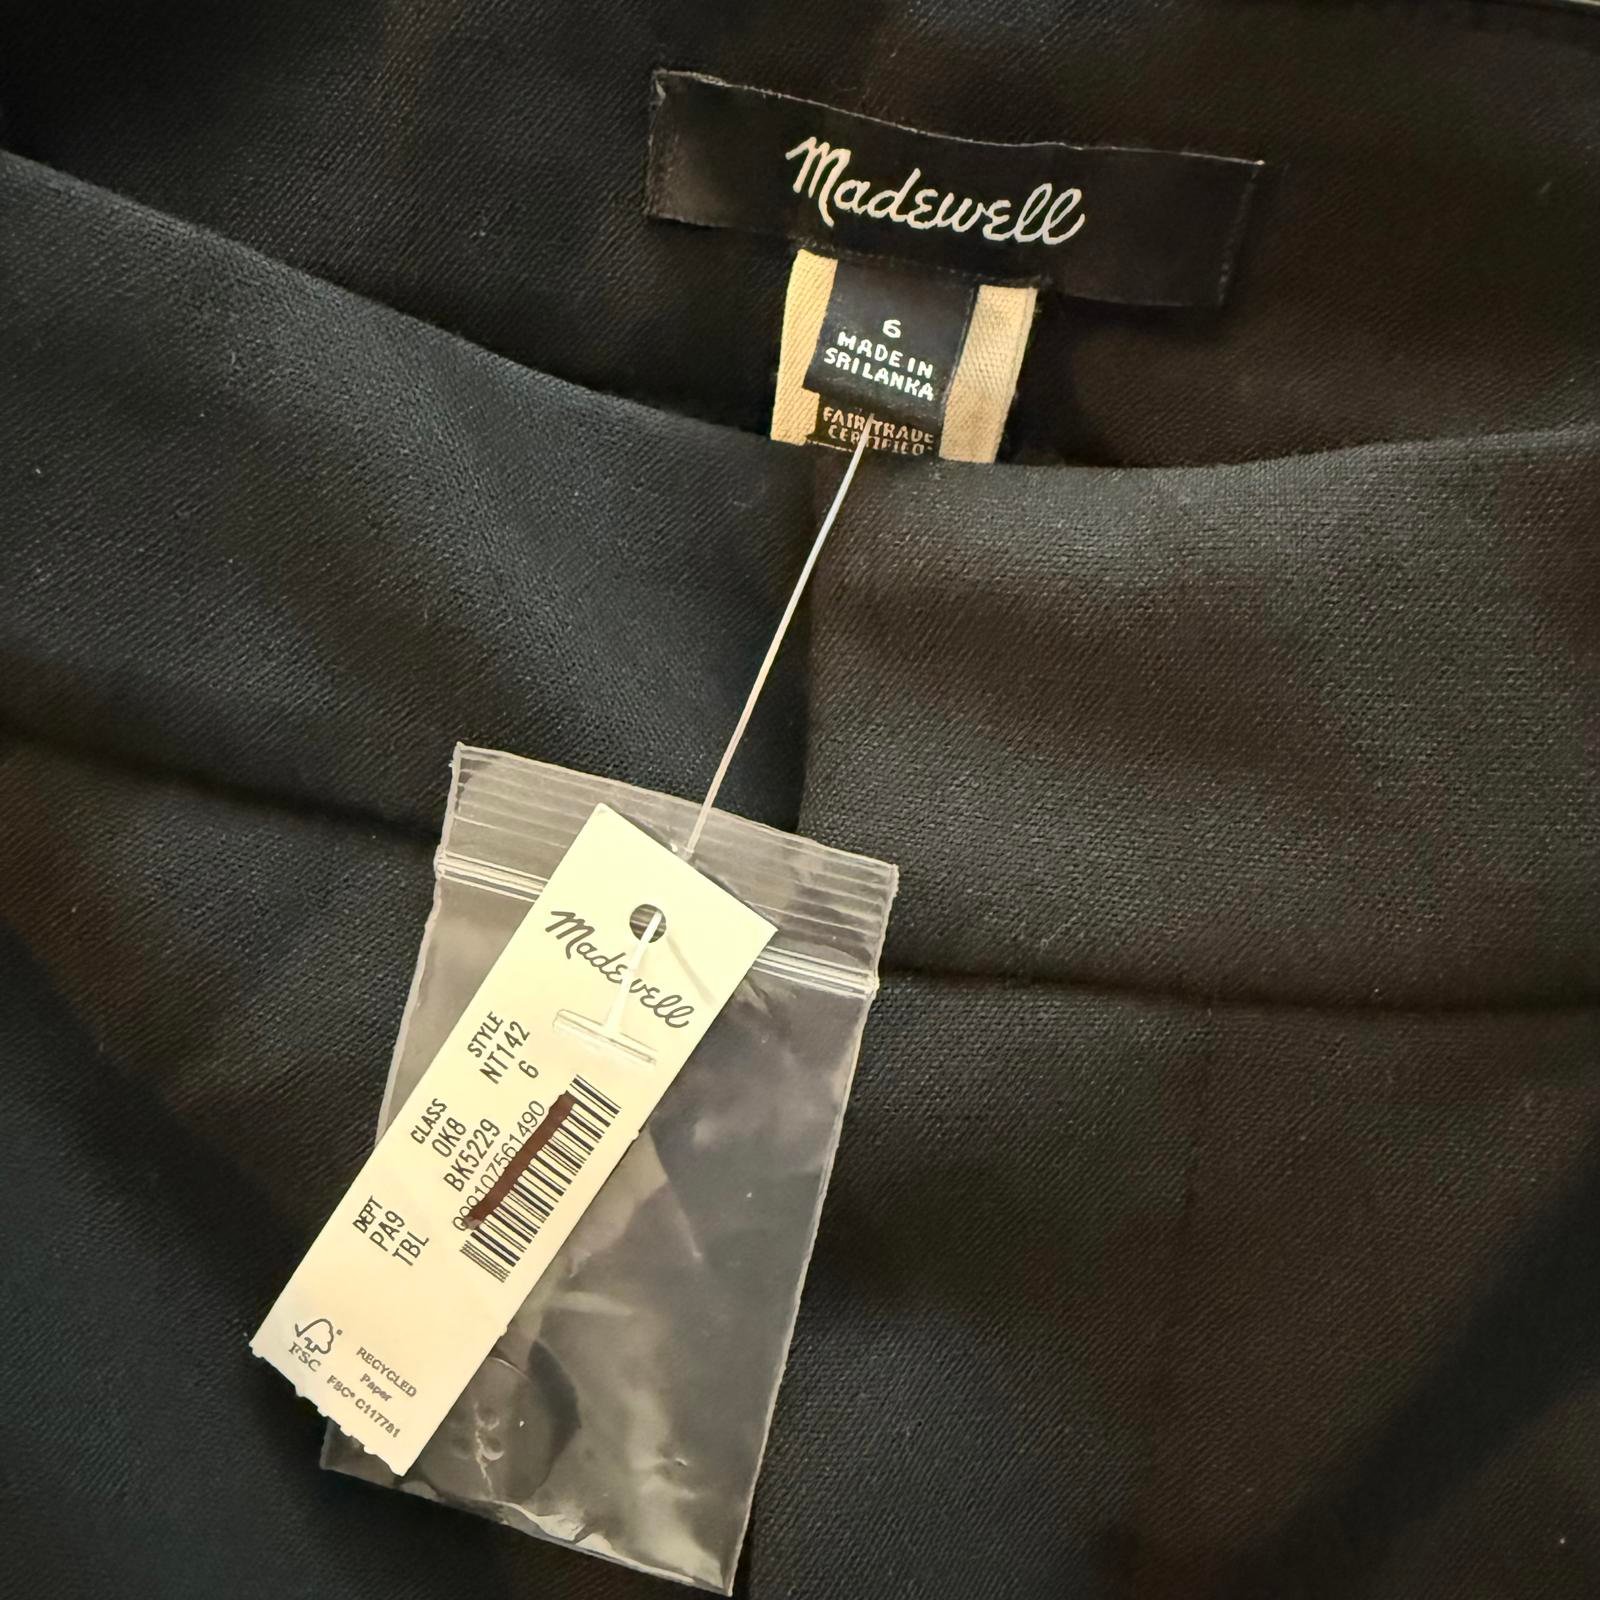 Madewell
6
MADE IN
SRI LANKA
FAIR TRADE
CERTIFIED
Madewell
STYLE
NT142
6
CLASS
0K8
BK5229
DEPT
PA9
TBL
FSC
RECYCLED
Paper
FSC® C117781